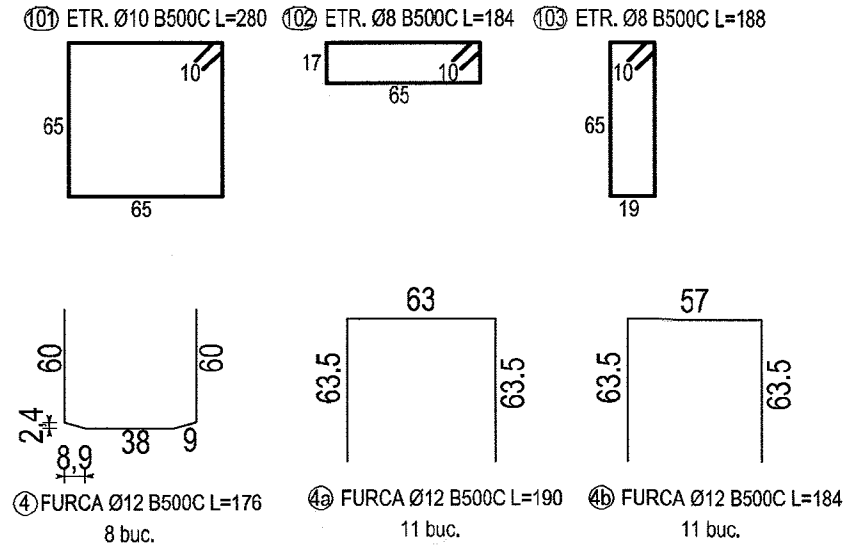 101 ETR. Ø10 B500C L=280
10
65
65
102 ETR. Ø8 B500C L=184
17
10
65
103 ETR. Ø8 B500C L=188
10
65
19
60
60
2,4
38
9
8,9
4 FURCA Ø12 B500C L=176
8 buc.
63
63.5
63.5
4a FURCA Ø12 B500C L=190
11 buc.
57
63.5
63.5
4b FURCA Ø12 B500C L=184
11 buc.